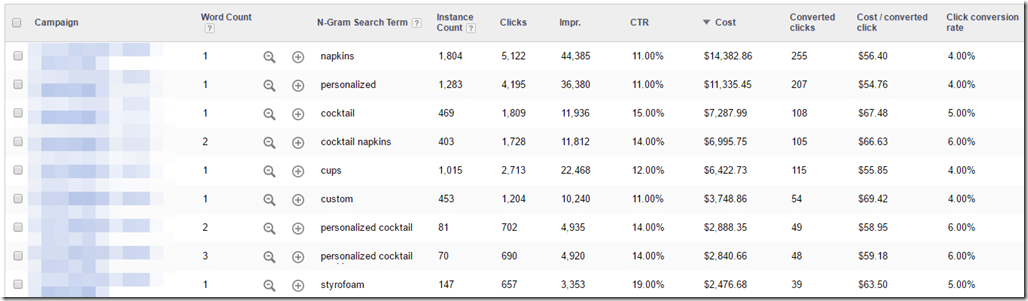 Campaign Word Count ? N-Gram Search Term ? Instance Count ? Clicks Impr. CTR Cost Converted clicks Cost / converted click Click conversion rate
1 napkins 1,804 5,122 44,385 11.00% $14,382.86 255 $56.40 4.00%
1 personalized 1,283 4,195 36,380 11.00% $11,335.45 207 $54.76 4.00%
1 cocktail 469 1,809 11,936 15.00% $7,287.99 108 $67.48 5.00%
2 cocktail napkins 403 1,728 11,812 14.00% $6,995.75 105 $66.63 6.00%
1 cups 1,015 2,713 22,468 12.00% $6,422.73 115 $55.85 4.00%
1 custom 453 1,204 10,240 11.00% $3,748.86 54 $69.42 4.00%
2 personalized cocktail 81 702 4,935 14.00% $2,888.35 49 $58.95 6.00%
3 personalized cocktail 70 690 4,920 14.00% $2,840.66 48 $59.18 6.00%
1 styrofoam 147 657 3,353 19.00% $2,476.68 39 $63.50 5.00%